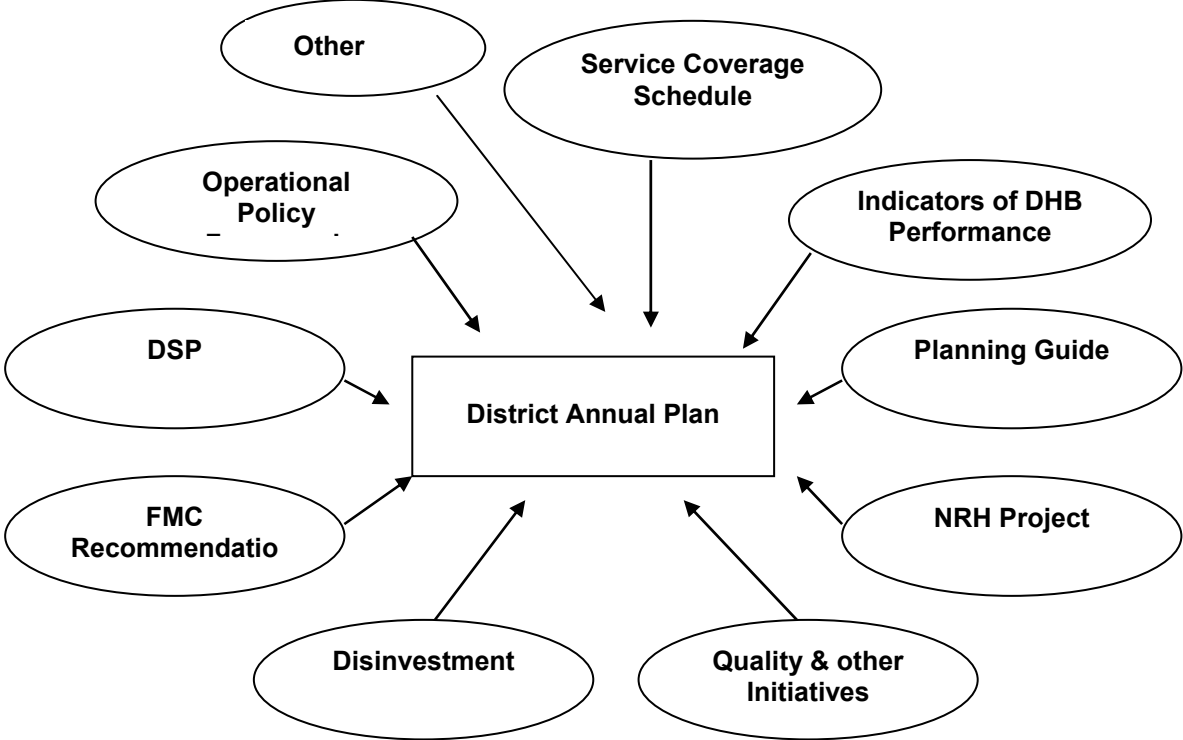 Other
Service Coverage
Schedule
Operational
Policy
Indicators of DHB
Performance
DSP
Planning Guide
District Annual Plan
FMC
Recommendatio
NRH Project
Disinvestment
Quality & other
Initiatives